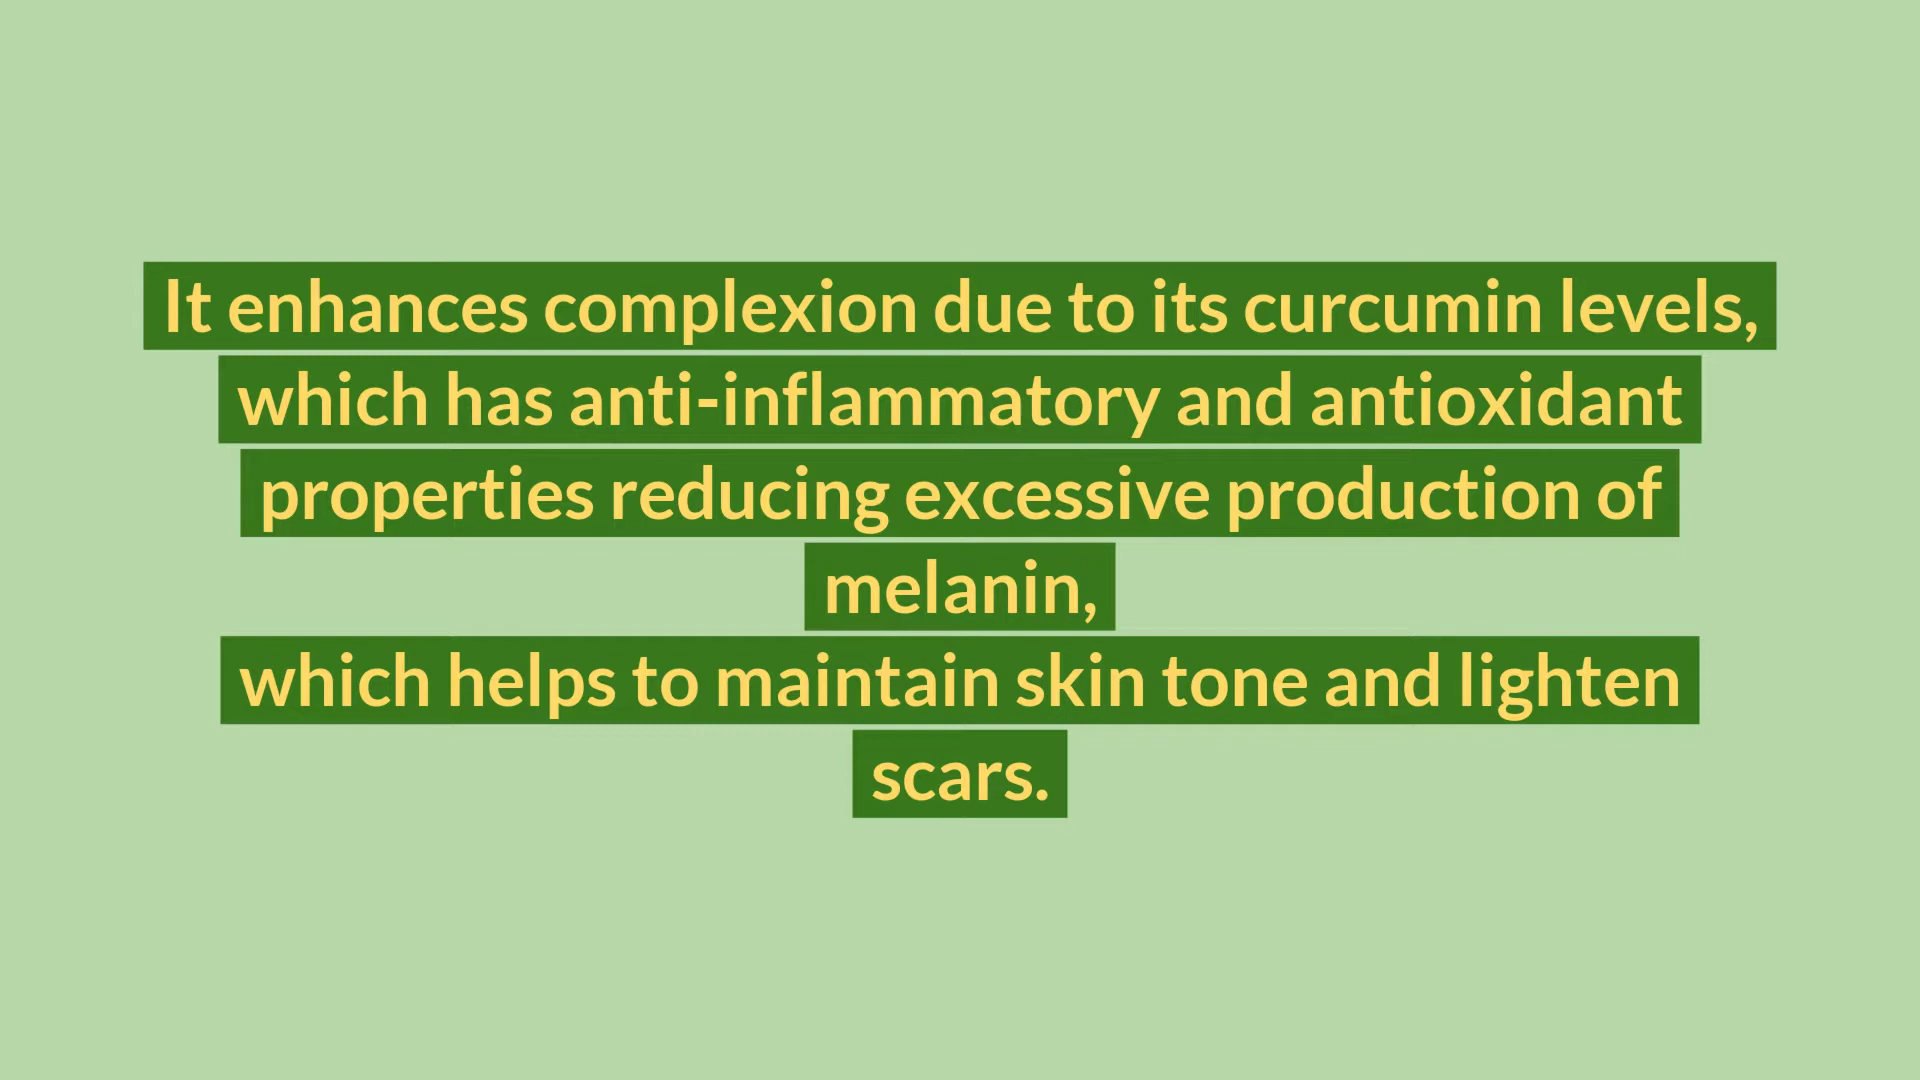 It enhances complexion due to its curcumin levels,
which has anti-inflammatory and antioxidant
properties reducing excessive production of
melanin,
which helps to maintain skin tone and lighten
scars.